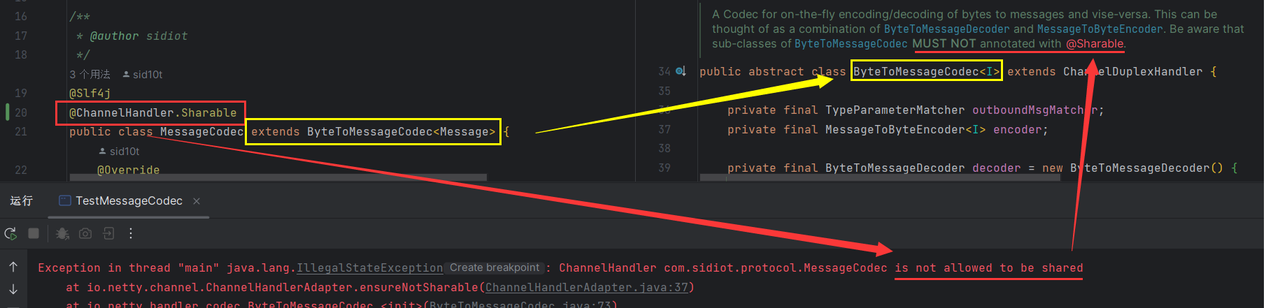 16 /**
17 * @author sidiot
18 */
3 个用法 sid10t
19 @Slf4j
20 @ChannelHandler.Sharable
21 public class MessageCodec extends ByteToMessageCodec<Message> {
sid10t
22 @Override
A Codec for on-the-fly encoding/decoding of bytes to messages and vise-versa. This can be
thought of as a combination of ByteToMessageDecoder and MessageToByteEncoder. Be aware that
sub-classes of ByteToMessageCodec MUST NOT annotated with @Sharable.
34 public abstract class ByteToMessageCodec<I> extends ChannelDuplexHandler {
35
private final TypeParameterMatcher outboundMsgMatcher;
37 private final MessageToByteEncoder<I> encoder;
38
39 private final ByteToMessageDecoder decoder = new ByteToMessageDecoder() {
运行 TestMessageCodec ×
Exception in thread "main" java.lang.IllegalStateException Create breakpoint : ChannelHandler com.sidiot.protocol.MessageCodec is not allowed to be shared
at io.netty.channel.ChannelHandlerAdapter.ensureNotSharable(ChannelHandlerAdapter.java:37)
at io.netty.handler.codec.ByteToMessageCodec.<init>(ByteToMessageCodec.java:73)